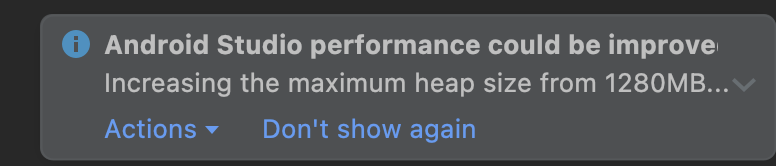 Android Studio performance could be improve
Increasing the maximum heap size from 1280MB...
Actions
Don't show again